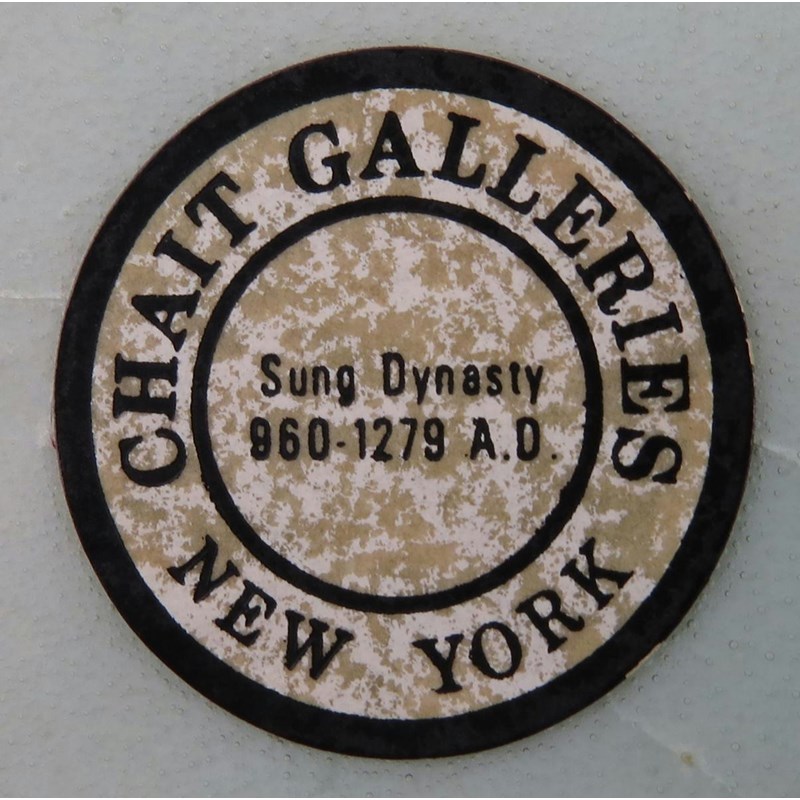 CHAIT GALLERIES
Sung Dynasty
960-1279 A.D.
NEW YORK